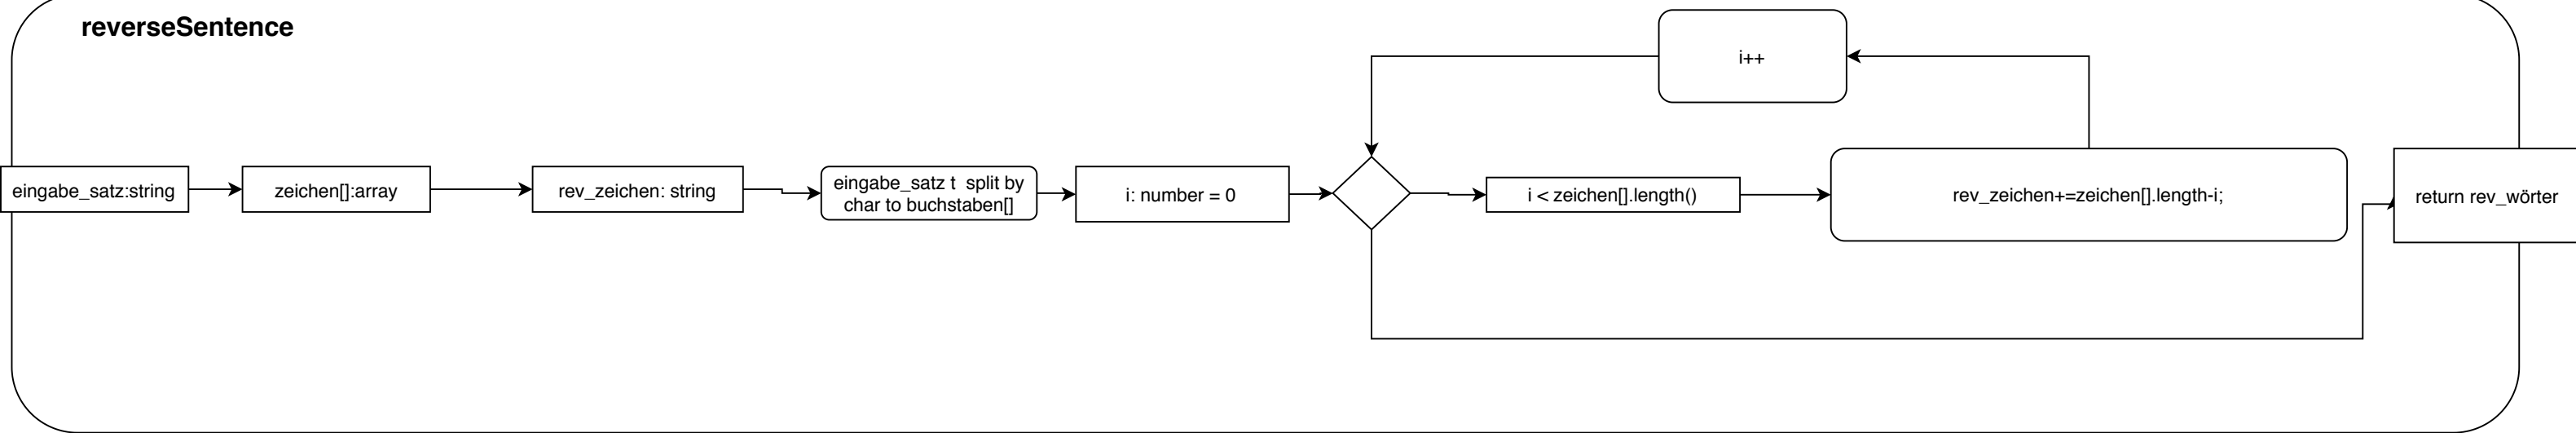 reverseSentence
i++
eingabe_satz:string
zeichen[]:array
rev_zeichen: string
eingabe_satz t  split by
char to buchstaben[]
i: number = 0
i < zeichen[].length()
rev_zeichen+=zeichen[].length-i;
return rev_wörter